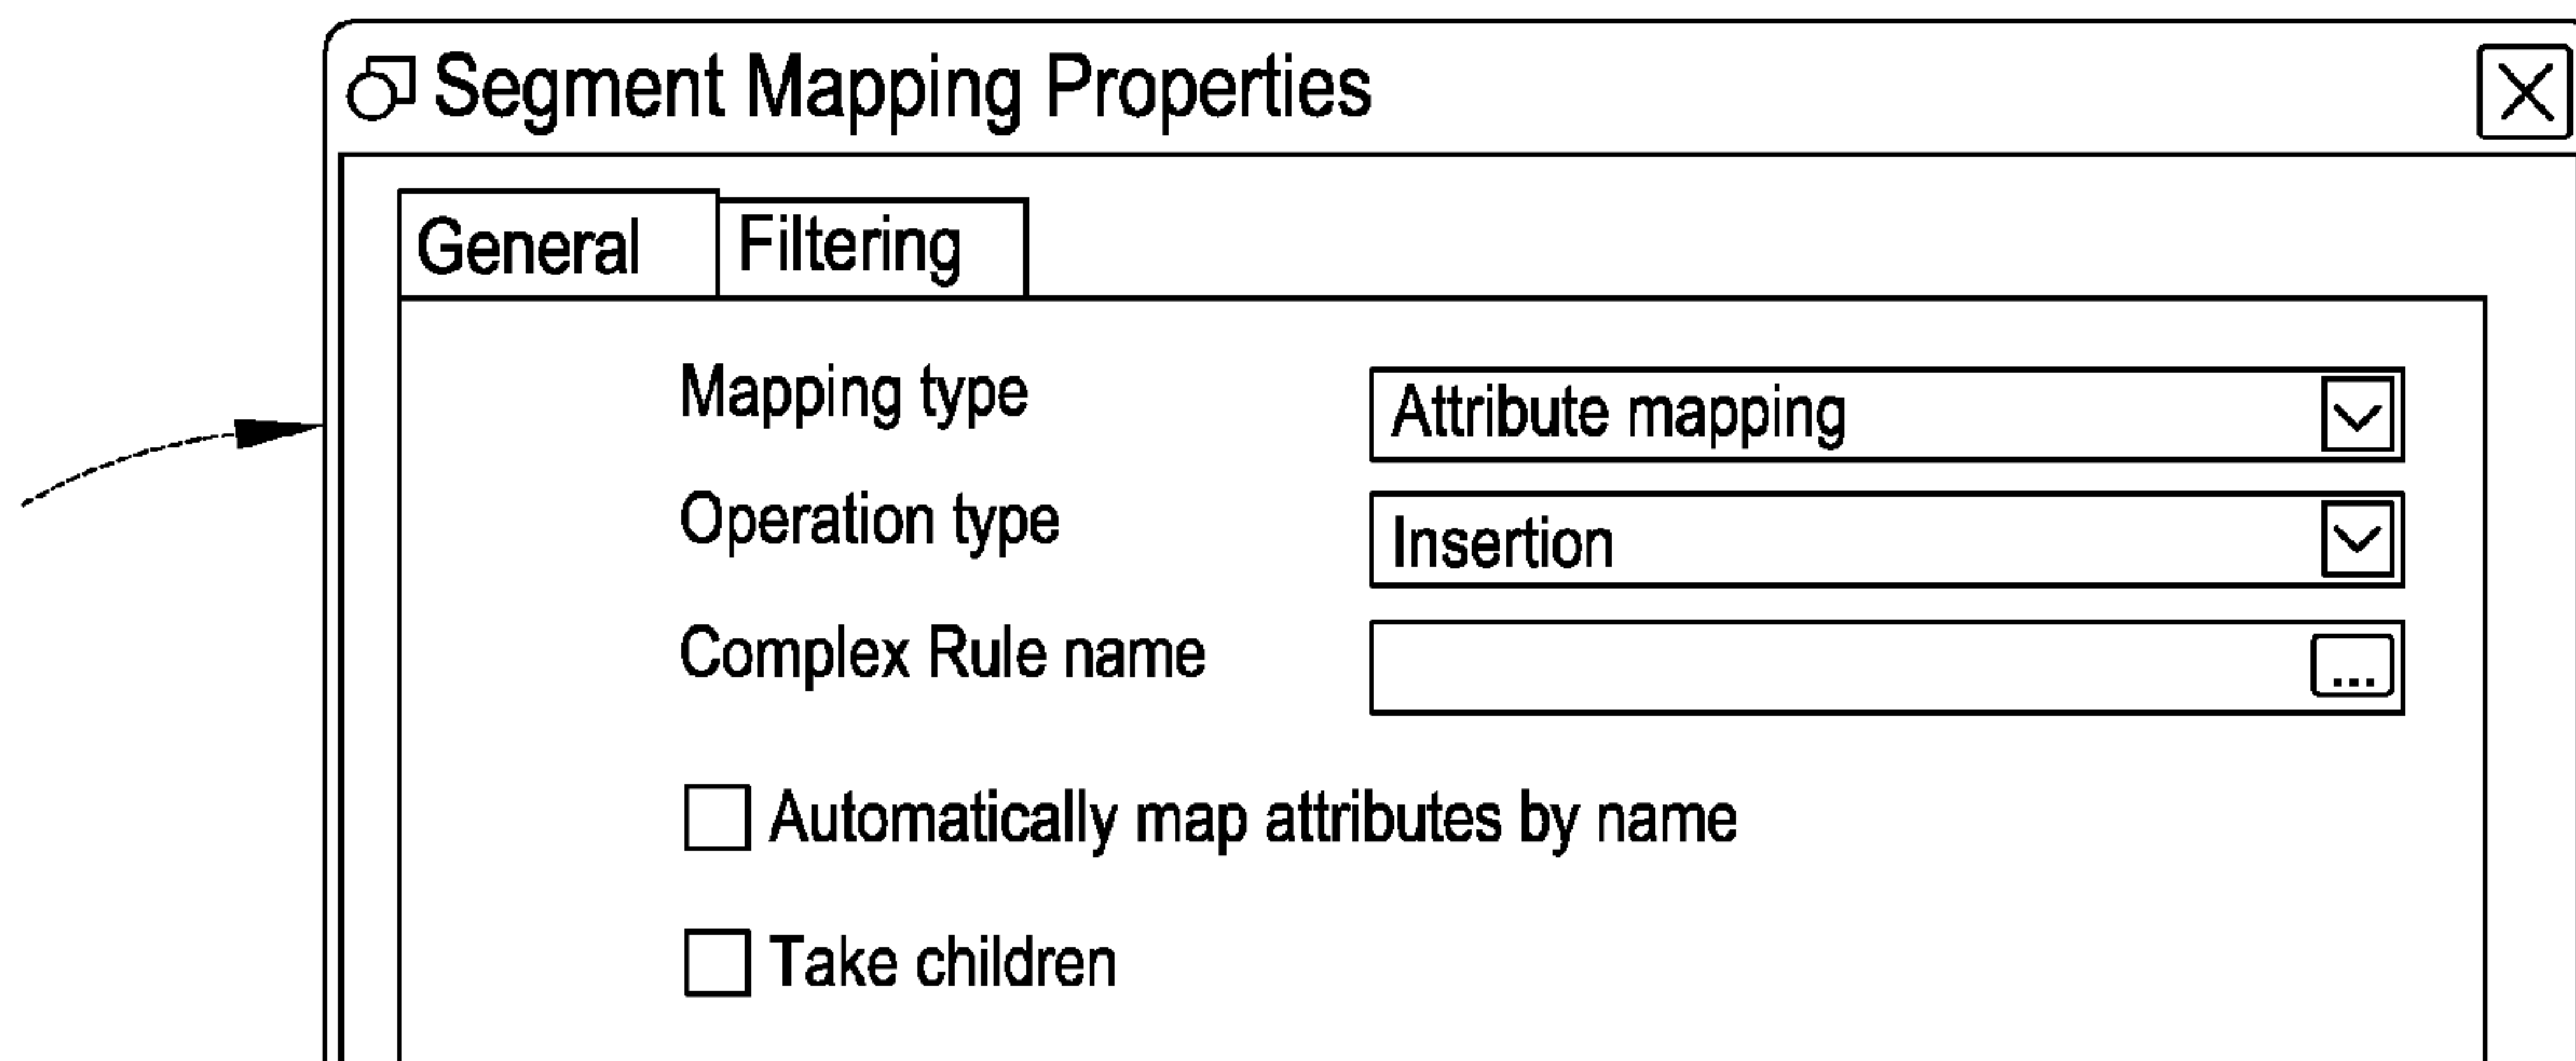 Segment Mapping Properties
General Filtering
Mapping type Attribute mapping
Operation type Insertion
Complex Rule name ...
Automatically map attributes by name
Take children